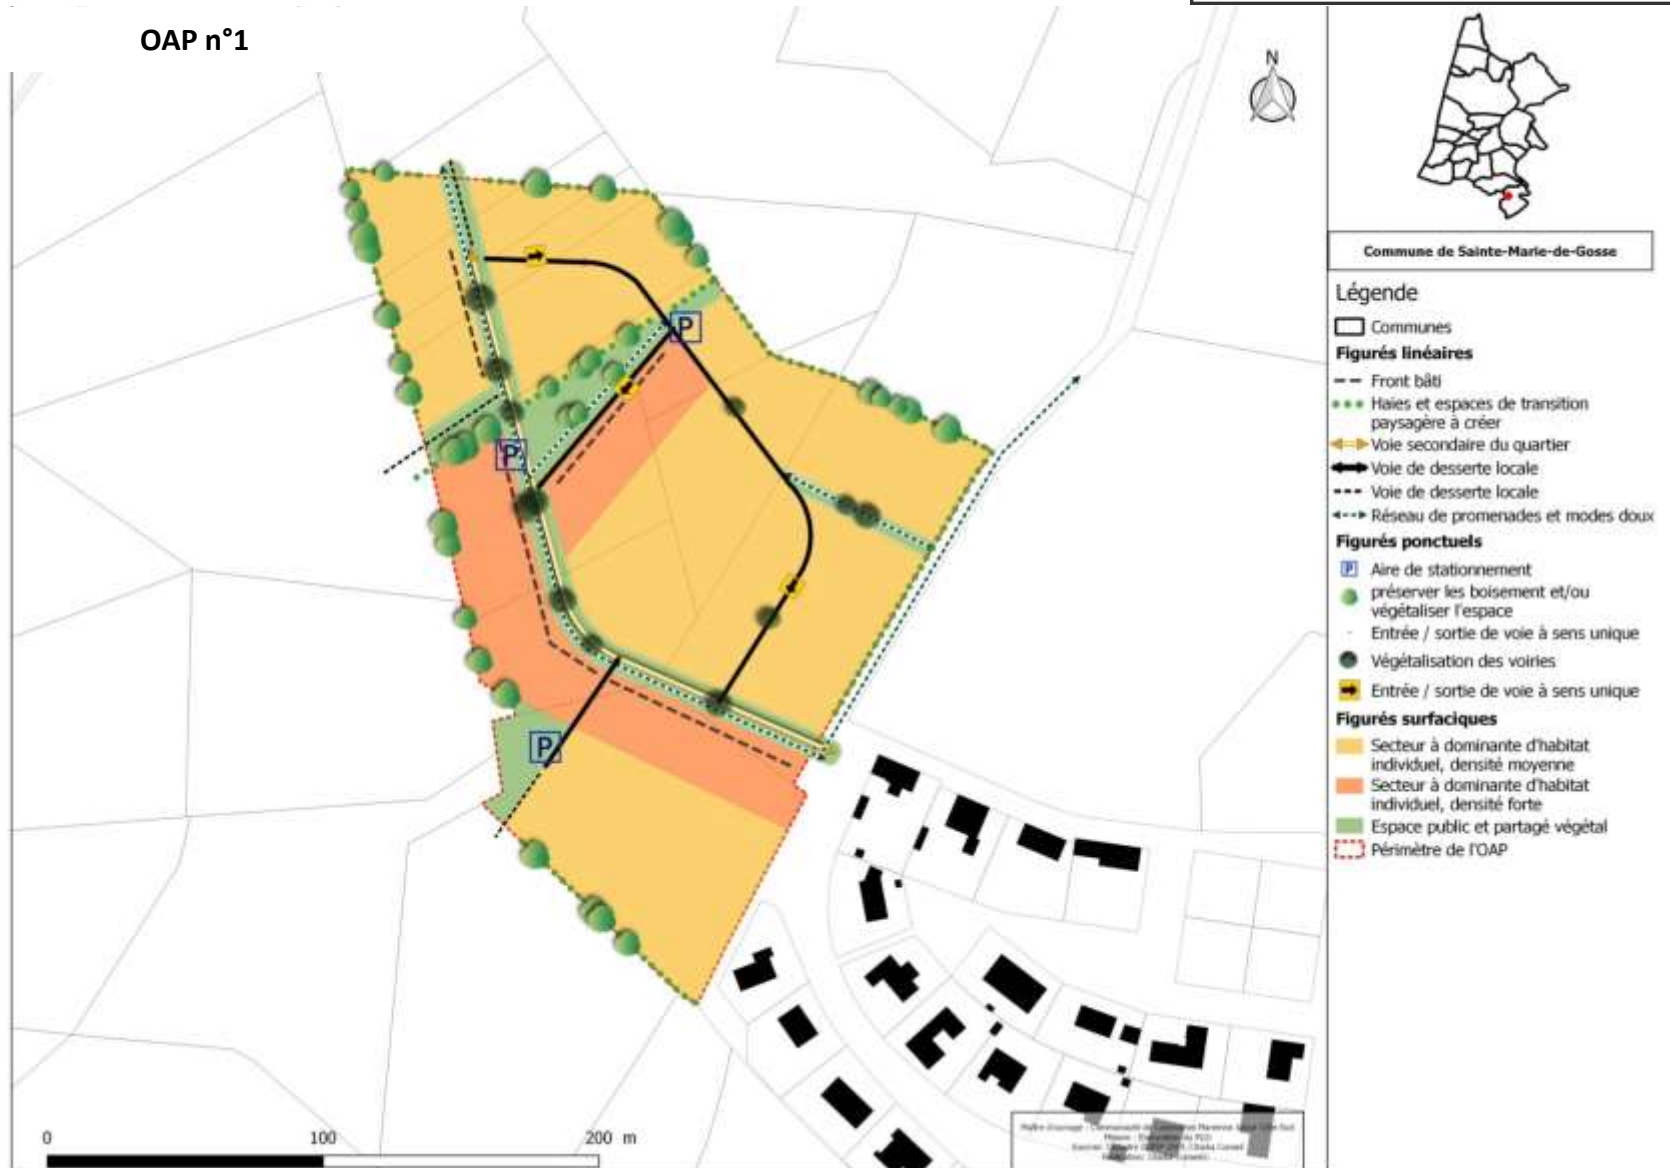 OAP n°1
N
P
P
P
0 100 200 m
Commune de Sainte-Marie-de-Gosse
Légende
Communes
Figurés linéaires
Front bâti
Haies et espaces de transition
paysagère à créer
Voie secondaire du quartier
Voie de desserte locale
Voie de desserte locale
Réseau de promenades et modes doux
Figurés ponctuels
P Aire de stationnement
préserver les boisement et/ou
végétaliser l'espace
Entrée / sortie de voie à sens unique
Végétalisation des voiries
Entrée / sortie de voie à sens unique
Figurés surfaciques
Secteur à dominante d'habitat
individuel, densité moyenne
Secteur à dominante d'habitat
individuel, densité forte
Espace public et partagé végétal
Périmètre de l'OAP